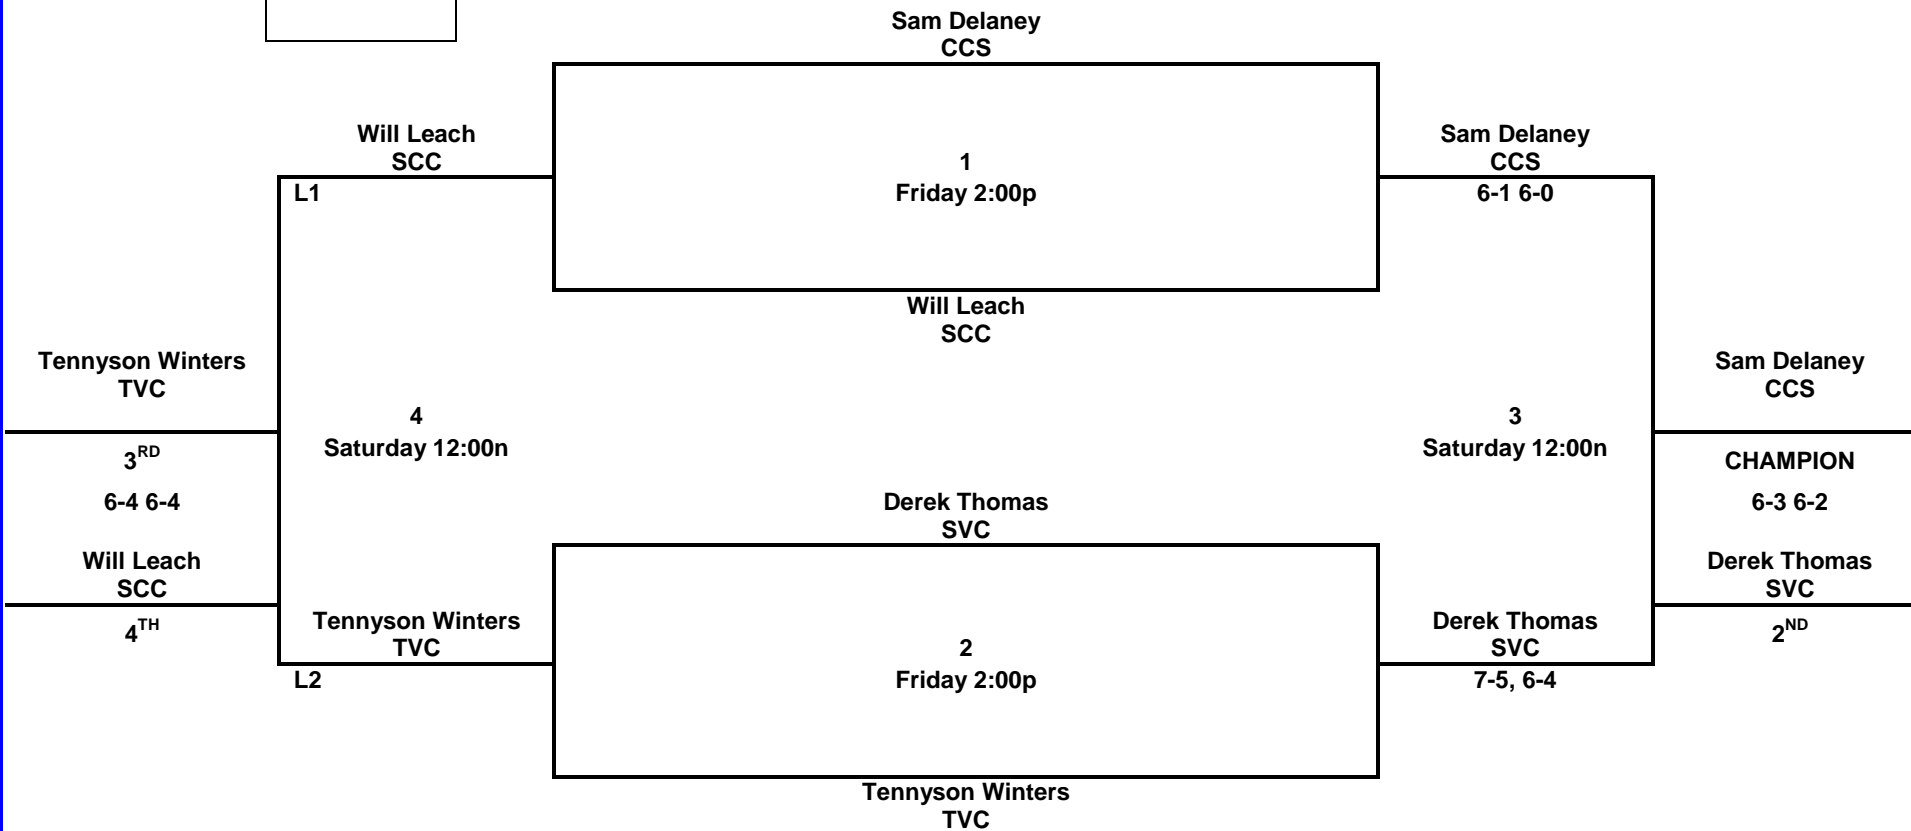 Sam Delaney
CCS
Will Leach
SCC
L1
1
Friday 2:00p
Sam Delaney
CCS
6-1 6-0
Will Leach
SCC
Tennyson Winters
TVC
3RD
6-4 6-4
Will Leach
SCC
4TH
4
Saturday 12:00n
3
Saturday 12:00n
Sam Delaney
CCS
CHAMPION
6-3 6-2
Derek Thomas
SVC
2ND
Derek Thomas
SVC
Tennyson Winters
TVC
L2
2
Friday 2:00p
Derek Thomas
SVC
7-5, 6-4
Tennyson Winters
TVC